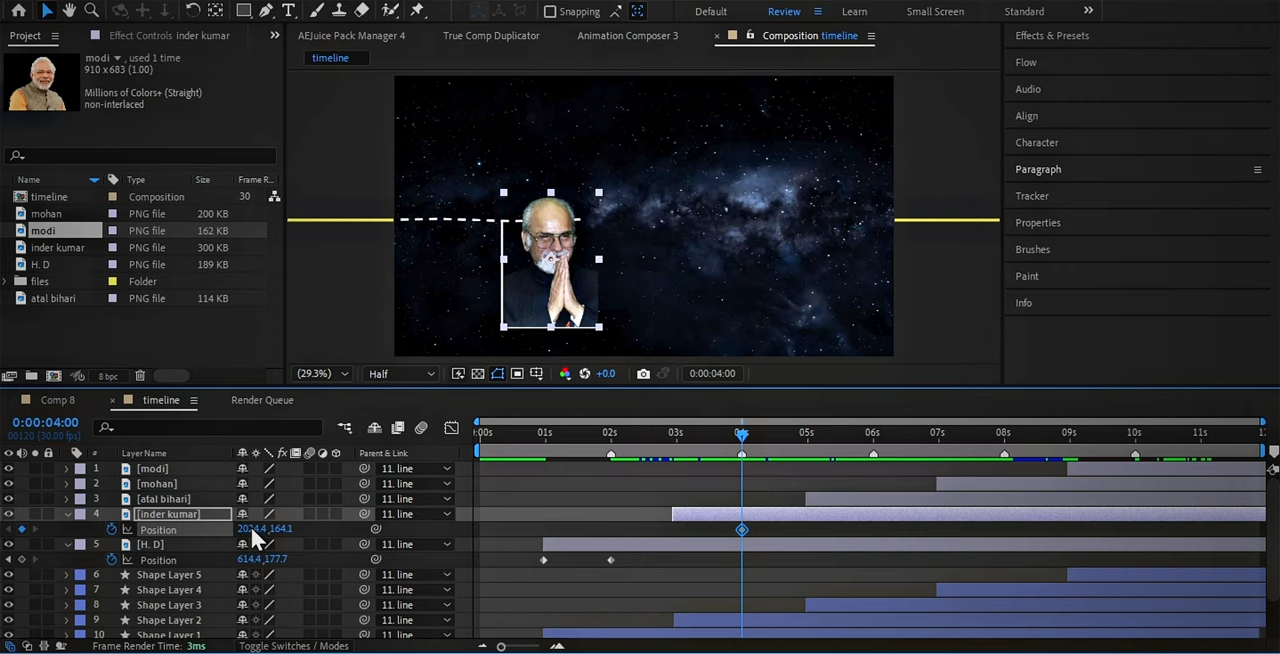 Snapping
Default
Review
Learn
Small Screen
Standard
Project
Effect Controls inder kumar
AEJuice Pack Manager 4
True Comp Duplicator
Animation Composer 3
Composition timeline
Effects & Presets
modi , used 1 time
910 x 683 (1.00)
Millions of Colors+ (Straight)
non-interlaced
timeline
Flow
Audio
Align
Character
Paragraph
Tracker
Properties
Brushes
Paint
Info
Name Type Size Frame R...
timeline Composition 30
mohan PNG file 200 KB
modi PNG file 162 KB
inder kumar PNG file 300 KB
H. D PNG file 189 KB
files Folder
atal bihari PNG file 114 KB
8 bpc
(29.3%) Half +0.0 0:00:04:00
Comp 8 timeline Render Queue
0:00:04:00
00120 (30.00 fps)
:00s 01s 02s 03s 04s 05s 06s 07s 08s 09s 10s 11s 12
# Layer Name fx Parent & Link
1 [modi] 11. line
2 [mohan] 11. line
3 [atal bihari] 11. line
4 [inder kumar] 11. line
Position 2024.4,164.1
5 [H. D] 11. line
Position 614.4,177.7
6 Shape Layer 5 11. line
7 Shape Layer 4 11. line
8 Shape Layer 3 11. line
9 Shape Layer 2 11. line
10 Shape Layer 1 11. line
Frame Render Time: 3ms Toggle Switches / Modes